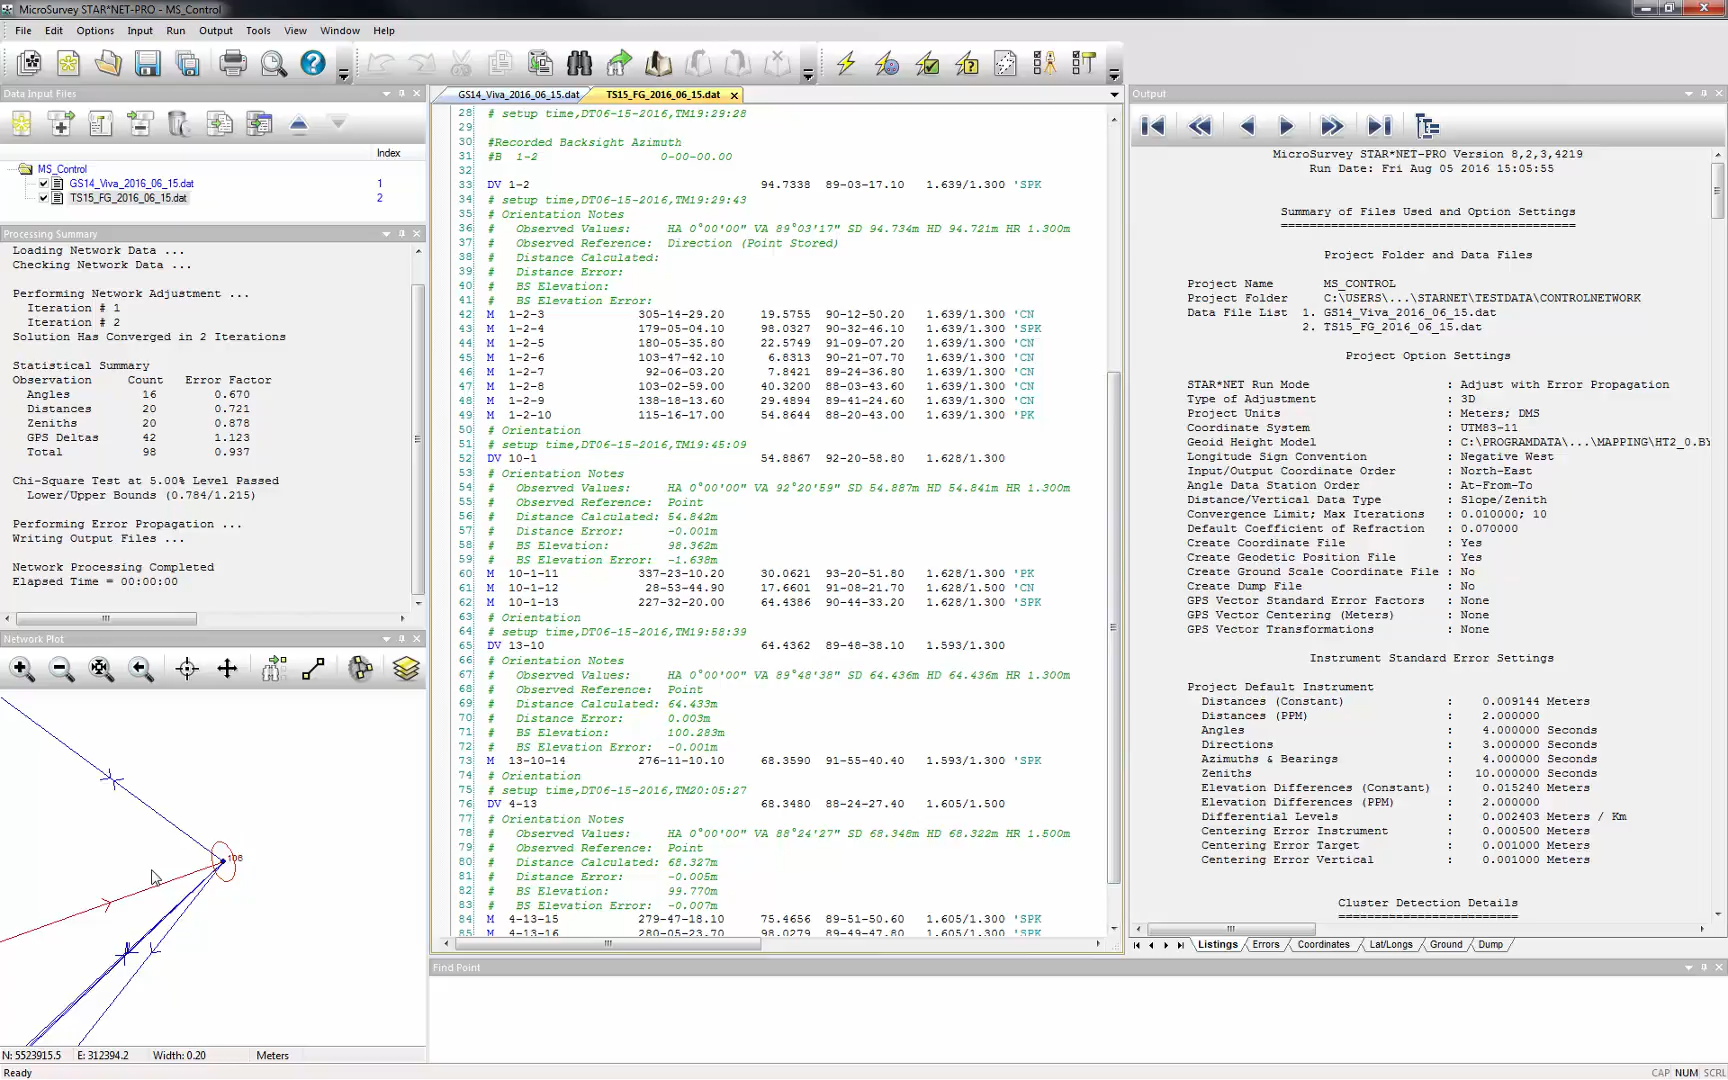 MicroSurvey STAR*NET-PRO - MS_Control
File Edit Options Input Run Output Tools View Window Help
Data Input Files
Index
MS_Control
GS14_Viva_2016_06_15.dat 1
TS15_FG_2016_06_15.dat 2
Processing Summary
Loading Network Data ...
Checking Network Data ...
Performing Network Adjustment ...
Iteration # 1
Iteration # 2
Solution Has Converged in 2 Iterations
Statistical Summary
Observation Count Error Factor
Angles 16 0.670
Distances 20 0.721
Zeniths 20 0.878
GPS Deltas 42 1.123
Total 98 0.937
Chi-Square Test at 5.00% Level Passed
Lower/Upper Bounds (0.784/1.215)
Performing Error Propagation ...
Writing Output Files ...
Network Processing Completed
Elapsed Time = 00:00:00
Network Plot
108
N: 5523915.5 E: 312394.2 Width: 0.20 Meters
Ready
GS14_Viva_2016_06_15.dat TS15_FG_2016_06_15.dat
28 # setup time,DT06-15-2016,TM19:29:28
29
30 #Recorded Backsight Azimuth
31 #B 1-2 0-00-00.00
32
33 DV 1-2 94.7338 89-03-17.10 1.639/1.300 'SPK
34 # setup time,DT06-15-2016,TM19:29:43
35 # Orientation Notes
36 # Observed Values: HA 0°00'00" VA 89°03'17" SD 94.734m HD 94.721m HR 1.300m
37 # Observed Reference: Direction (Point Stored)
38 # Distance Calculated:
39 # Distance Error:
40 # BS Elevation:
41 # BS Elevation Error:
42 M 1-2-3 305-14-29.20 19.5755 90-12-50.20 1.639/1.300 'CN
43 M 1-2-4 179-05-04.10 98.0327 90-32-46.10 1.639/1.300 'SPK
44 M 1-2-5 180-05-35.80 22.5749 91-09-07.20 1.639/1.300 'CN
45 M 1-2-6 103-47-42.10 6.8313 90-21-07.70 1.639/1.300 'CN
46 M 1-2-7 92-06-03.20 7.8421 89-24-36.80 1.639/1.300 'CN
47 M 1-2-8 103-02-59.00 40.3200 88-03-43.60 1.639/1.300 'CN
48 M 1-2-9 138-18-13.60 29.4894 89-41-24.60 1.639/1.300 'CN
49 M 1-2-10 115-16-17.00 54.8644 88-20-43.00 1.639/1.300 'PK
50 # Orientation
51 # setup time,DT06-15-2016,TM19:45:09
52 DV 10-1 54.8867 92-20-58.80 1.628/1.300
53 # Orientation Notes
54 # Observed Values: HA 0°00'00" VA 92°20'59" SD 54.887m HD 54.841m HR 1.300m
55 # Observed Reference: Point
56 # Distance Calculated: 54.842m
57 # Distance Error: -0.001m
58 # BS Elevation: 98.362m
59 # BS Elevation Error: -1.638m
60 M 10-1-11 337-23-10.20 30.0621 93-20-51.80 1.628/1.300 'PK
61 M 10-1-12 28-53-44.90 17.6601 91-08-21.70 1.628/1.500 'CN
62 M 10-1-13 227-32-20.00 64.4386 90-44-33.20 1.628/1.300 'SPK
63 # Orientation
64 # setup time,DT06-15-2016,TM19:58:39
65 DV 13-10 64.4362 89-48-38.10 1.593/1.300
66 # Orientation Notes
67 # Observed Values: HA 0°00'00" VA 89°48'38" SD 64.436m HD 64.436m HR 1.300m
68 # Observed Reference: Point
69 # Distance Calculated: 64.433m
70 # Distance Error: 0.003m
71 # BS Elevation: 100.283m
72 # BS Elevation Error: -0.001m
73 M 13-10-14 276-11-10.10 68.3590 91-55-40.40 1.593/1.300 'SPK
74 # Orientation
75 # setup time,DT06-15-2016,TM20:05:27
76 DV 4-13 68.3480 88-24-27.40 1.605/1.500
77 # Orientation Notes
78 # Observed Values: HA 0°00'00" VA 88°24'27" SD 68.348m HD 68.322m HR 1.500m
79 # Observed Reference: Point
80 # Distance Calculated: 68.327m
81 # Distance Error: -0.005m
82 # BS Elevation: 99.770m
83 # BS Elevation Error: -0.007m
84 M 4-13-15 279-47-18.10 75.4656 89-51-50.60 1.605/1.300 'SPK
85 M 4-13-16 280-05-23.70 98.0279 89-49-47.80 1.605/1.300 'SPK
Find Point
Output
MicroSurvey STAR*NET-PRO Version 8,2,3,4219
Run Date: Fri Aug 05 2016 15:05:55
Summary of Files Used and Option Settings
=========================================
Project Folder and Data Files
Project Name MS_CONTROL
Project Folder C:\USERS\...\STARNET\TESTDATA\CONTROLNETWORK
Data File List 1. GS14_Viva_2016_06_15.dat
2. TS15_FG_2016_06_15.dat
Project Option Settings
STAR*NET Run Mode : Adjust with Error Propagation
Type of Adjustment : 3D
Project Units : Meters; DMS
Coordinate System : UTM83-11
Geoid Height Model : C:\PROGRAMDATA\...\MAPPING\HT2_0.BY
Longitude Sign Convention : Negative West
Input/Output Coordinate Order : North-East
Angle Data Station Order : At-From-To
Distance/Vertical Data Type : Slope/Zenith
Convergence Limit; Max Iterations : 0.010000; 10
Default Coefficient of Refraction : 0.070000
Create Coordinate File : Yes
Create Geodetic Position File : Yes
Create Ground Scale Coordinate File : No
Create Dump File : No
GPS Vector Standard Error Factors : None
GPS Vector Centering (Meters) : None
GPS Vector Transformations : None
Instrument Standard Error Settings
Project Default Instrument
Distances (Constant) : 0.009144 Meters
Distances (PPM) : 2.000000
Angles : 4.000000 Seconds
Directions : 3.000000 Seconds
Azimuths & Bearings : 4.000000 Seconds
Zeniths : 10.000000 Seconds
Elevation Differences (Constant) : 0.015240 Meters
Elevation Differences (PPM) : 2.000000
Differential Levels : 0.002403 Meters / Km
Centering Error Instrument : 0.000500 Meters
Centering Error Target : 0.001000 Meters
Centering Error Vertical : 0.001000 Meters
Cluster Detection Details
=========================
Listings Errors Coordinates Lat/Longs Ground Dump
CAP NUM SCRL